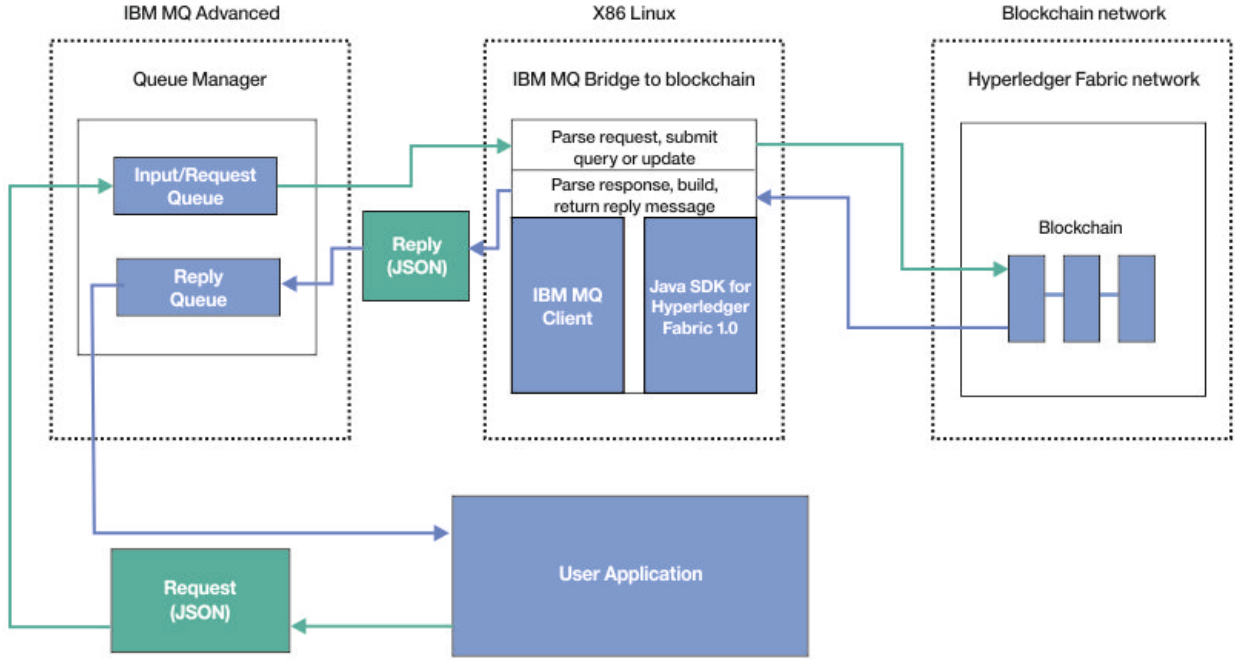 IBM MQ Advanced
X86 Linux
Blockchain network
Queue Manager
IBM MQ Bridge to blockchain
Hyperledger Fabric network
Parse request, submit
query or update
Input/Request
Queue
Parse response, build,
return reply message
Reply
(JSON)
Blockchain
Reply
Queue
IBM MQ
Client
Java SDK for
Hyperledger
Fabric 1.0
User Application
Request
(JSON)